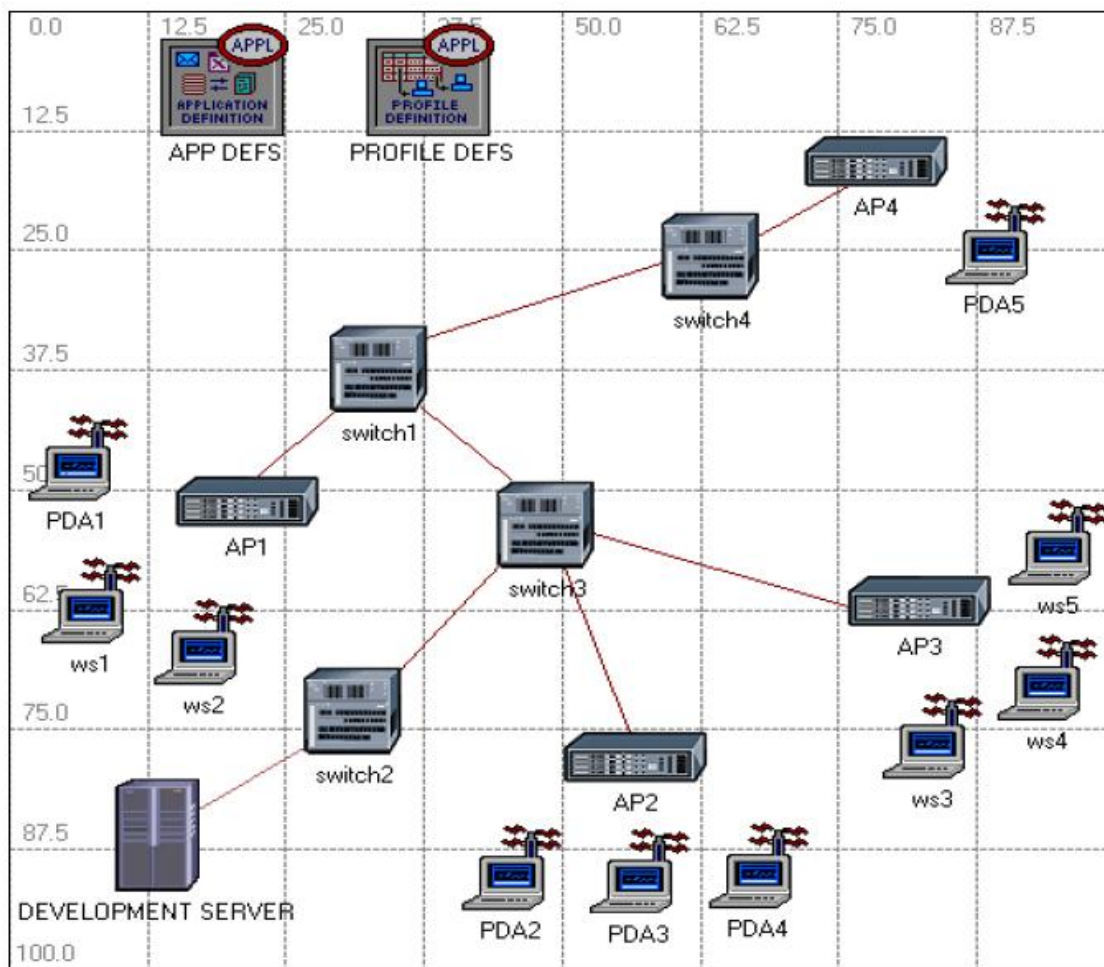 0.0
12.5
25.0
37.5
50.0
62.5
75.0
87.5
APPL
APPLICATION
DEFINITION
APP DEFS
APPL
PROFILE
DEFINITION
PROFILE DEFS
12.5
AP4
25.0
PDA5
switch4
37.5
switch1
50
PDA1
AP1
switch3
ws5
62.5
AP3
ws1
ws2
ws4
75.0
switch2
ws3
AP2
87.5
DEVELOPMENT SERVER
PDA2
PDA3
PDA4
100.0